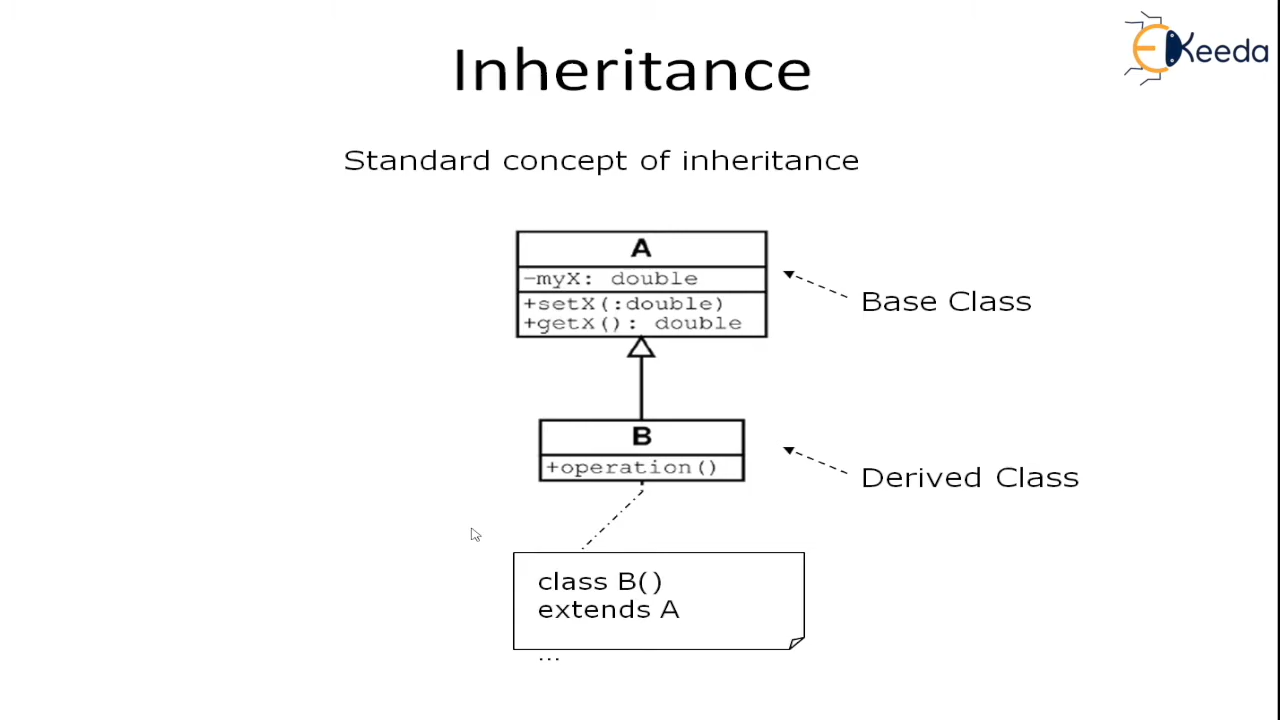 Inheritance
EKeeda
Standard concept of inheritance
A
-myX: double
+setX(:double)
+getX(): double
Base Class
B
+operation()
Derived Class
class B()
extends A
...